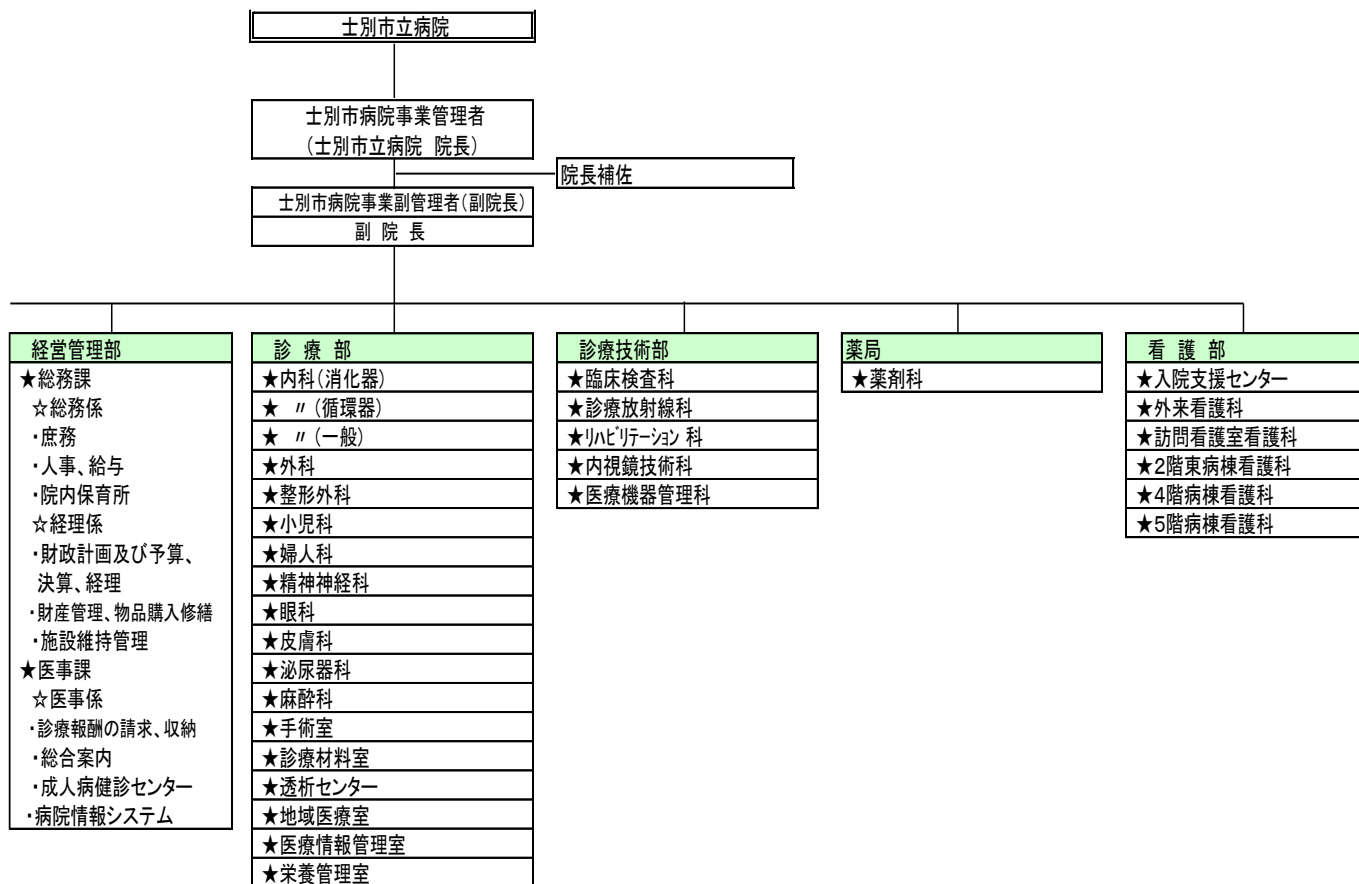 士別市立病院
士別市病院事業管理者
(士別市立病院 院長)
院長補佐
士別市病院事業副管理者(副院長)
副 院 長
経営管理部
★総務課
☆総務係
・庶務
・人事、給与
・院内保育所
☆経理係
・財政計画及び予算、
決算、経理
・財産管理、物品購入修繕
・施設維持管理
★医事課
☆医事係
・診療報酬の請求、収納
・総合案内
・成人病健診センター
・病院情報システム
診 療 部
★内科(消化器)
★ 〃(循環器)
★ 〃(一般)
★外科
★整形外科
★小児科
★婦人科
★精神神経科
★眼科
★皮膚科
★泌尿器科
★麻酔科
★手術室
★診療材料室
★透析センター
★地域医療室
★医療情報管理室
★栄養管理室
診療技術部
★臨床検査科
★診療放射線科
★ﾘﾊﾋﾞﾘﾃｰｼｮﾝ 科
★内視鏡技術科
★医療機器管理科
薬局
★薬剤科
看 護 部
★入院支援センター
★外来看護科
★訪問看護室看護科
★2階東病棟看護科
★4階病棟看護科
★5階病棟看護科